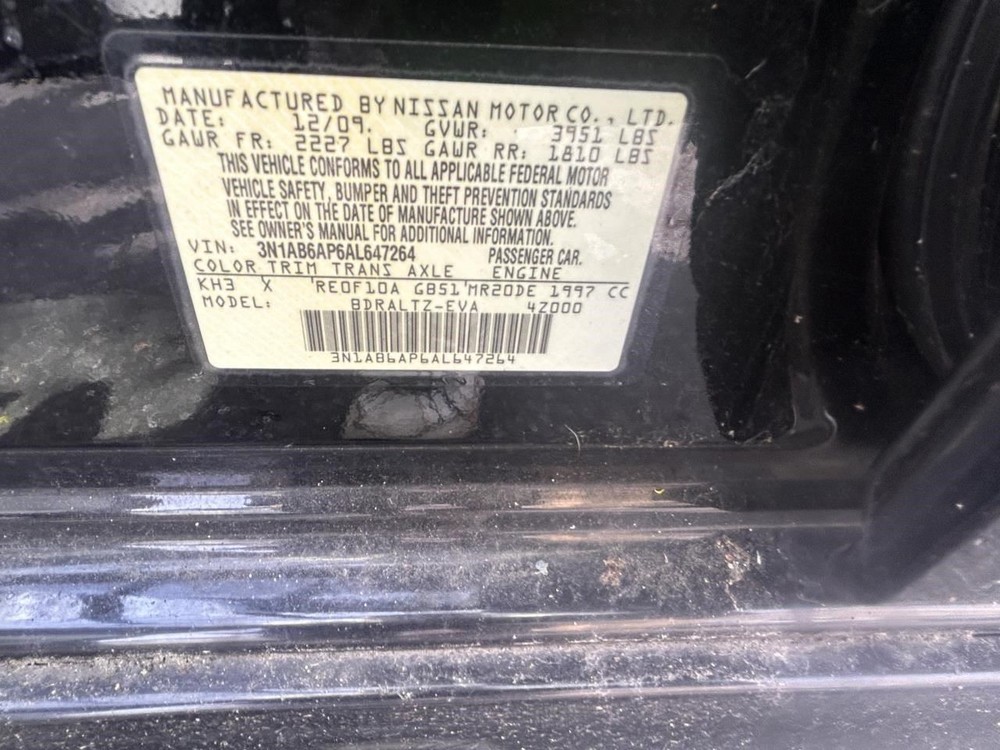 MANUFACTURED BY NISSAN MOTOR CO., LTD.
DATE: 12/09. GVWR: 3951 LBS
GAWR FR: 2227 LBS GAWR RR: 1810 LBS
THIS VEHICLE CONFORMS TO ALL APPLICABLE FEDERAL MOTOR
VEHICLE SAFETY, BUMPER AND THEFT PREVENTION STANDARDS
IN EFFECT ON THE DATE OF MANUFACTURE SHOWN ABOVE.
SEE OWNER'S MANUAL FOR ADDITIONAL INFORMATION.
VIN: 3N1AB6AP6AL647264 PASSENGER CAR.
COLOR TRIM TRANS AXLE ENGINE
KH3 X 'RE0F10A GB51'MR20DE 1997 CC
MODEL: BDRALTZ-EVA 4Z000
3N1AB6AP6AL647264